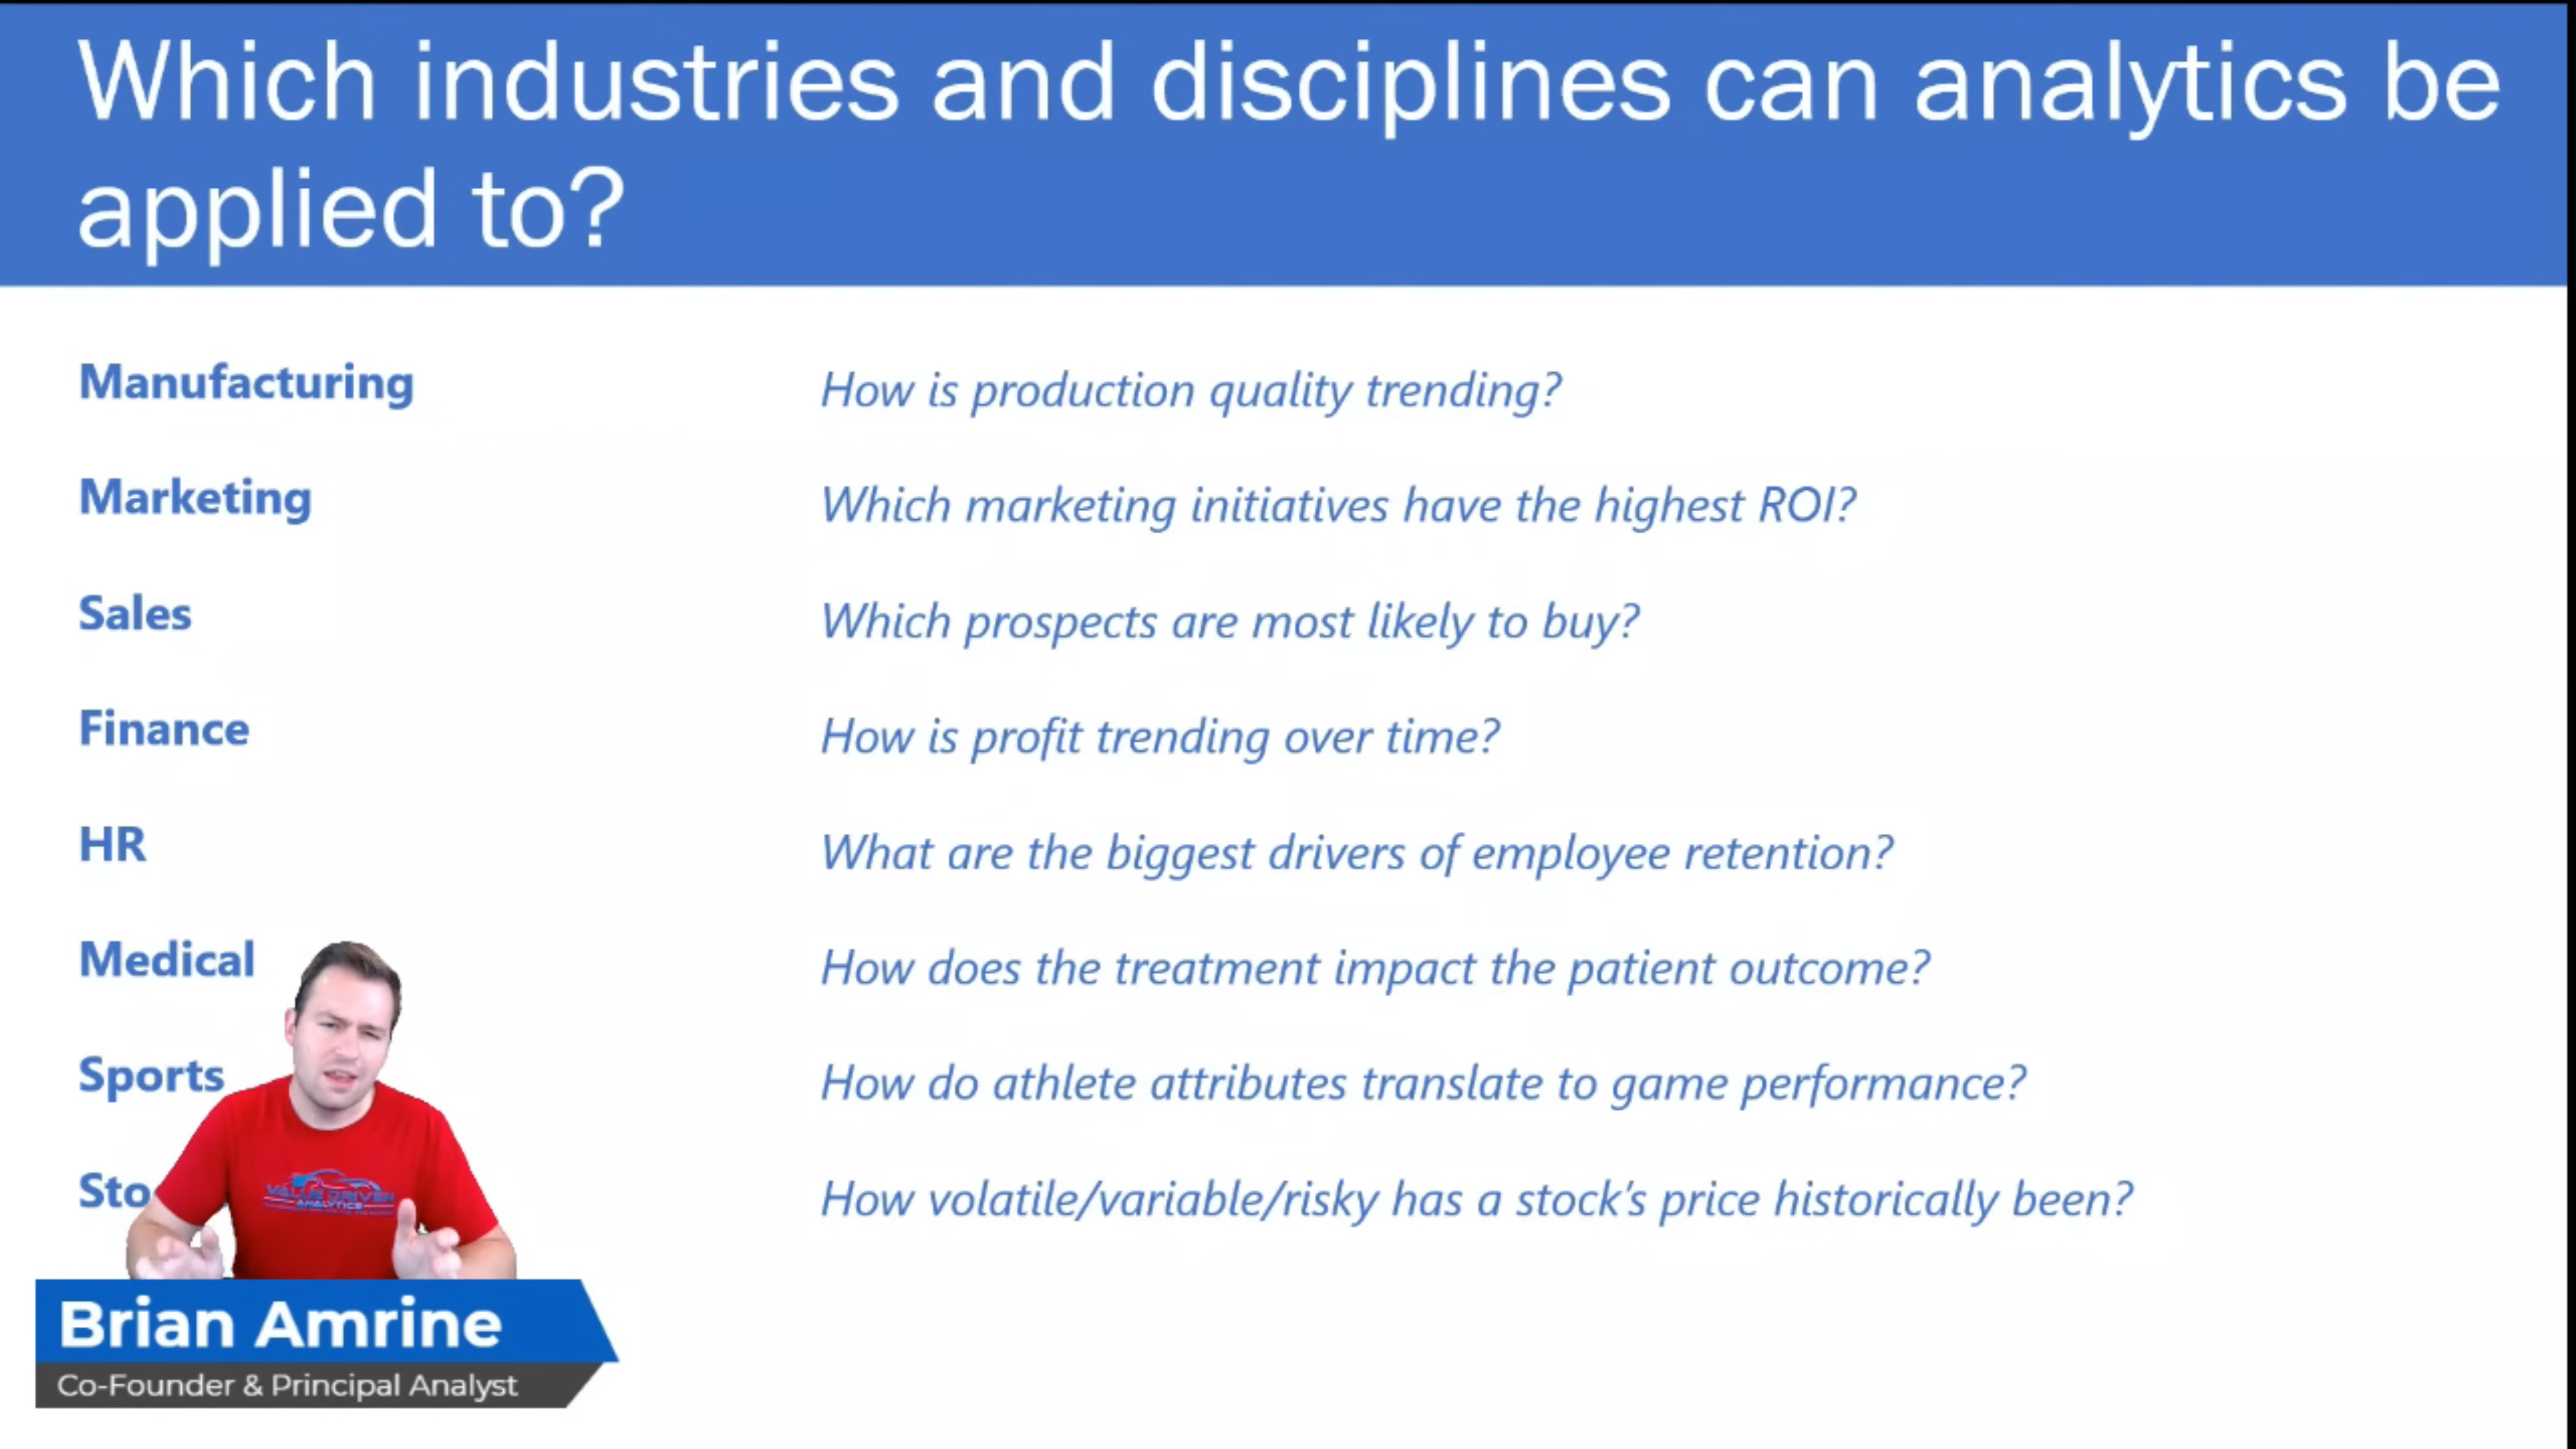 Which industries and disciplines can analytics be
applied to?
Manufacturing
How is production quality trending?
Marketing
Which marketing initiatives have the highest ROI?
Sales
Which prospects are most likely to buy?
Finance
How is profit trending over time?
HR
What are the biggest drivers of employee retention?
Medical
How does the treatment impact the patient outcome?
Sports
How do athlete attributes translate to game performance?
How volatile/variable/risky has a stock's price historically been?
VALUE DRIVEN
ANALYTICS
Brian Amrine
Co-Founder & Principal Analyst